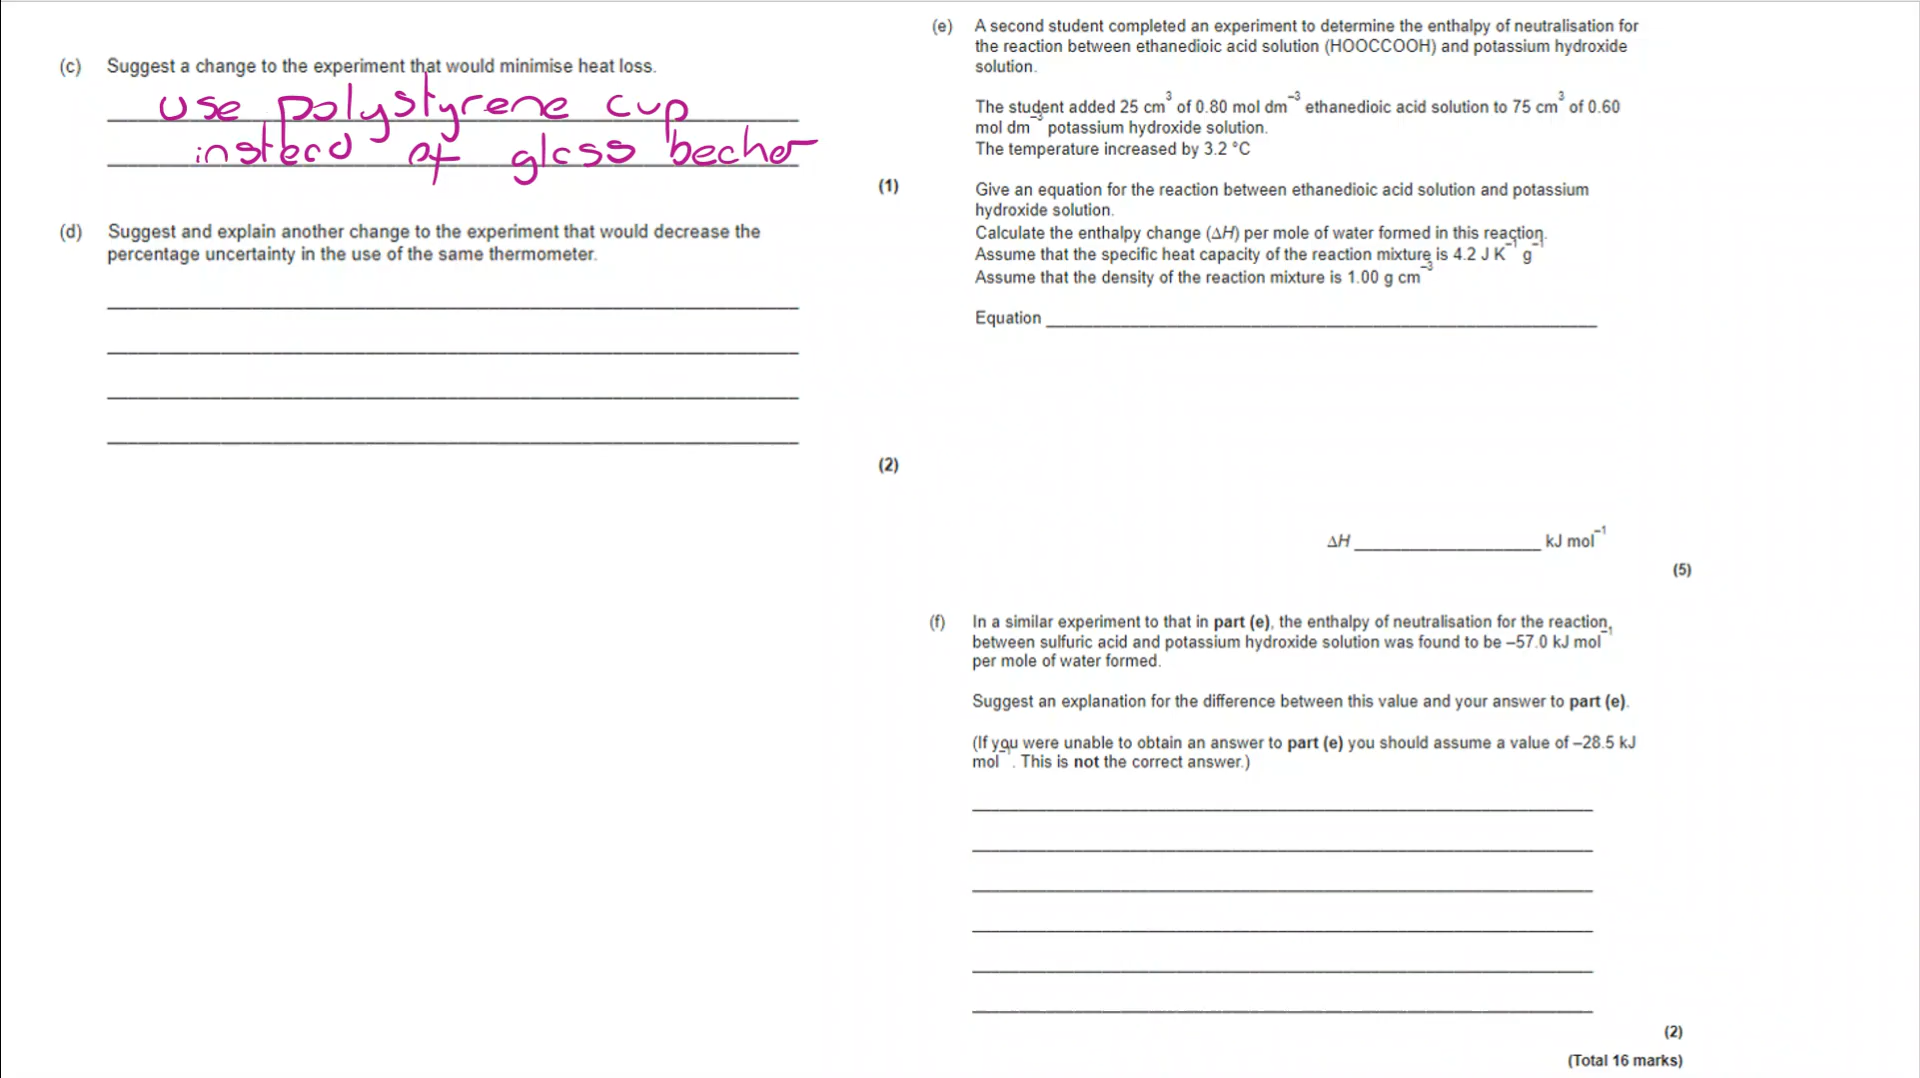 (c) Suggest a change to the experiment that would minimise heat loss.
use polystyrene cup
instead of glass beaker
(1)
(d) Suggest and explain another change to the experiment that would decrease the
percentage uncertainty in the use of the same thermometer.
(2)
(e) A second student completed an experiment to determine the enthalpy of neutralisation for
the reaction between ethanedioic acid solution (HOOCCOOH) and potassium hydroxide
solution.
The student added 25 cm³ of 0.80 mol dm⁻³ ethanedioic acid solution to 75 cm³ of 0.60
mol dm⁻³ potassium hydroxide solution.
The temperature increased by 3.2 °C
Give an equation for the reaction between ethanedioic acid solution and potassium
hydroxide solution.
Calculate the enthalpy change (ΔH) per mole of water formed in this reaction.
Assume that the specific heat capacity of the reaction mixture is 4.2 J K⁻¹ g⁻¹
Assume that the density of the reaction mixture is 1.00 g cm⁻³
Equation
ΔH kJ mol⁻¹
(5)
(f) In a similar experiment to that in part (e), the enthalpy of neutralisation for the reaction
between sulfuric acid and potassium hydroxide solution was found to be –57.0 kJ mol⁻¹
per mole of water formed.
Suggest an explanation for the difference between this value and your answer to part (e).
(If you were unable to obtain an answer to part (e) you should assume a value of –28.5 kJ
mol⁻¹. This is not the correct answer.)
(2)
(Total 16 marks)